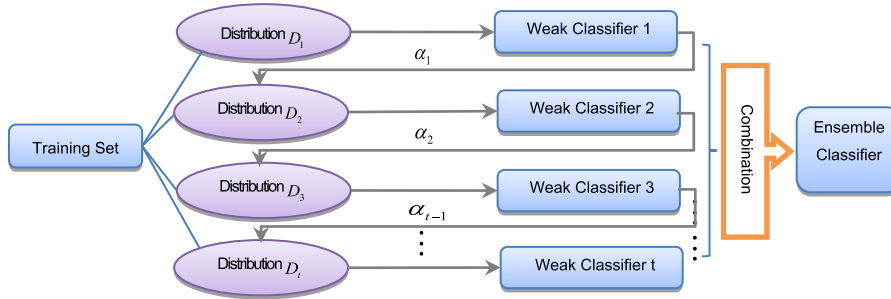 Training Set
Distribution D₁
Weak Classifier 1
α₁
Distribution D₂
Weak Classifier 2
α₂
Distribution D₃
Weak Classifier 3
αₜ₋₁
Distribution Dₜ
Weak Classifier t
Combination
Ensemble
Classifier